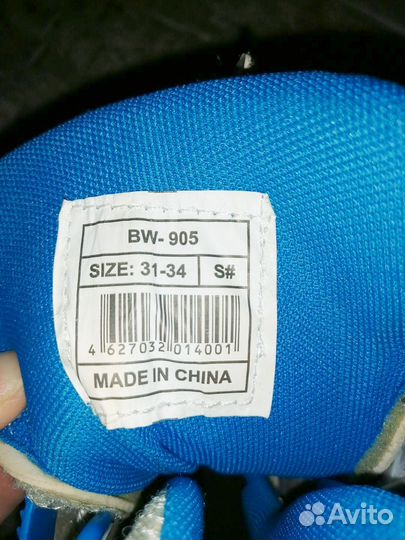 BW- 905
SIZE: 31-34 S#
4 627032 014001
MADE IN CHINA
Avito